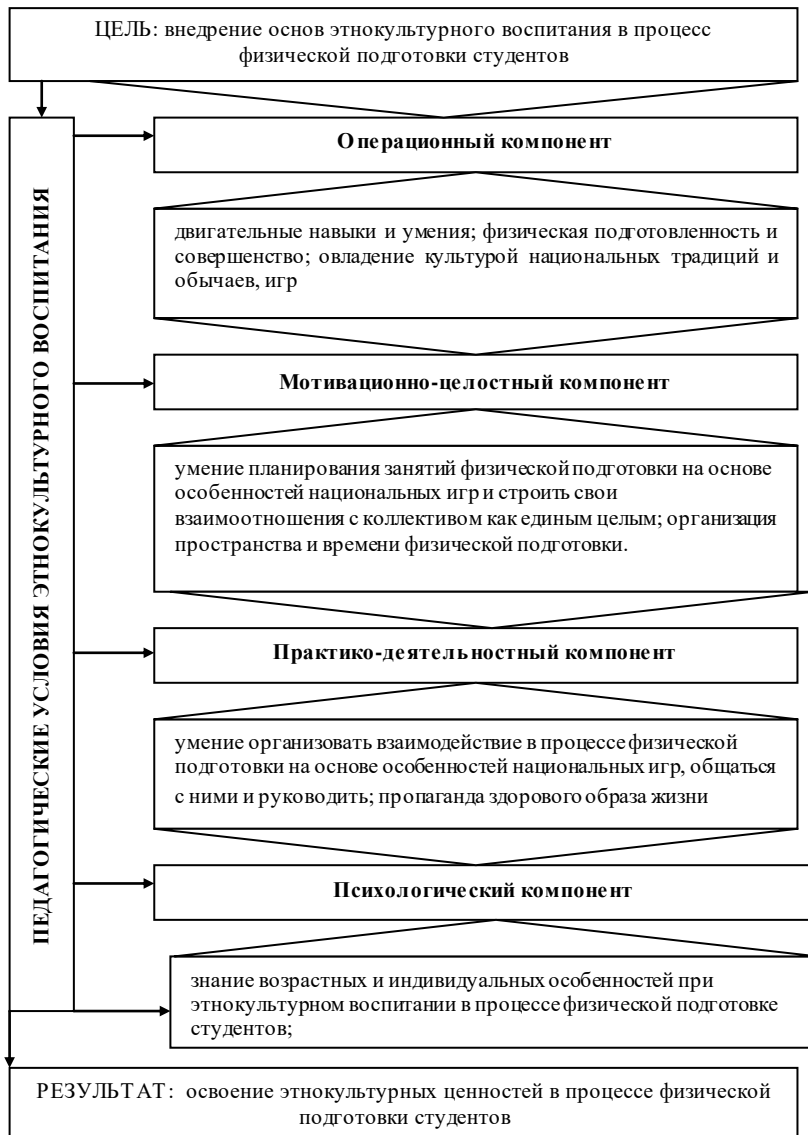 ЦЕЛЬ: внедрение основ этнокультурного воспитания в процесс
физической подготовки студентов
ПЕДАГОГИЧЕСКИЕ УСЛОВИЯ ЭТНОКУЛЬТУРНОГО ВОСПИТАНИЯ
Операционный компонент
двигательные навыки и умения; физическая подготовленность и
совершенство; овладение культурой национальных традиций и
обычаев, игр
Мотивационно-целостный компонент
умение планирования занятий физической подготовки на основе
особенностей национальных игр и строить свои
взаимоотношения с коллективом как единым целым; организация
пространства и времени физической подготовки.
Практико-деятельностный компонент
умение организовать взаимодействие в процессе физической
подготовки на основе особенностей национальных игр, общаться
с ними и руководить; пропаганда здорового образа жизни
Психологический компонент
знание возрастных и индивидуальных особенностей при
этнокультурном воспитании в процессе физической подготовке
студентов;
РЕЗУЛЬТАТ: освоение этнокультурных ценностей в процессе физической
подготовки студентов